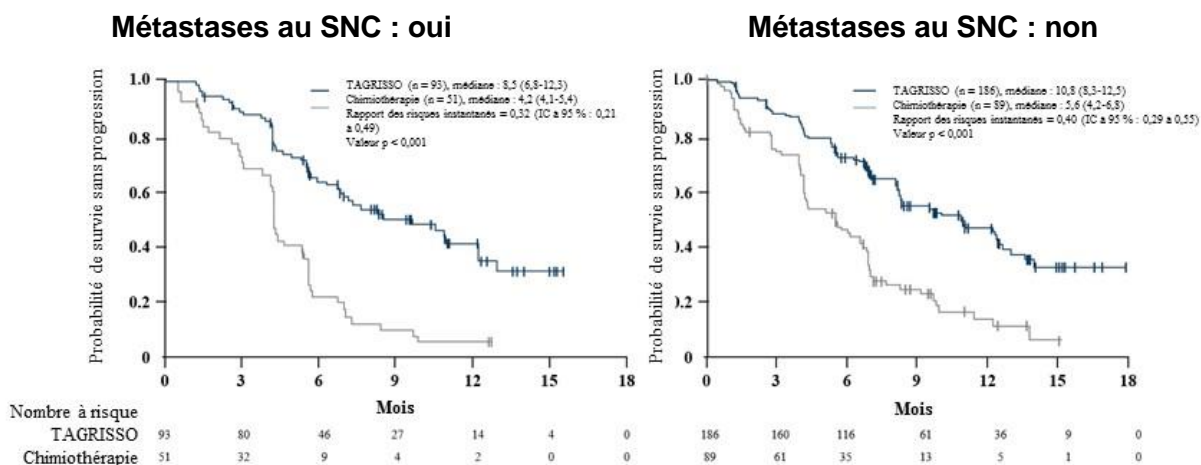 Métastases au SNC : oui
Métastases au SNC : non
Probabilité de survie sans progression
1.0
0.8
0.6
0.4
0.2
0
TAGRISSO (n = 93), médiane : 8,5 (6,8-12,3)
Chimiothérapie (n = 51), médiane : 4,2 (4,1-5,4)
Rapport des risques instantanés = 0,32 (IC à 95 % : 0,21
à 0,49)
Valeur p < 0,001
0 3 6 9 12 15 18
Mois
Probabilité de survie sans progression
1.0
).8
).6
).4
).2
0
TAGRISSO (n = 186), médiane : 10,8 (8,3-12,5)
Chimiothérapie (n = 89), médiane : 5,6 (4,2-6,8)
Rapport des risques instantanés = 0,40 (IC à 95 % : 0,29 à 0,55)
Valeur p < 0,001
0 3 6 9 12 15 18
Mois
Nombre à risque
TAGRISSO 93 80 46 27 14 4 0 186 160 116 61 36 9 0
Chimiothérapie 51 32 9 4 2 0 0 89 61 35 13 5 1 0